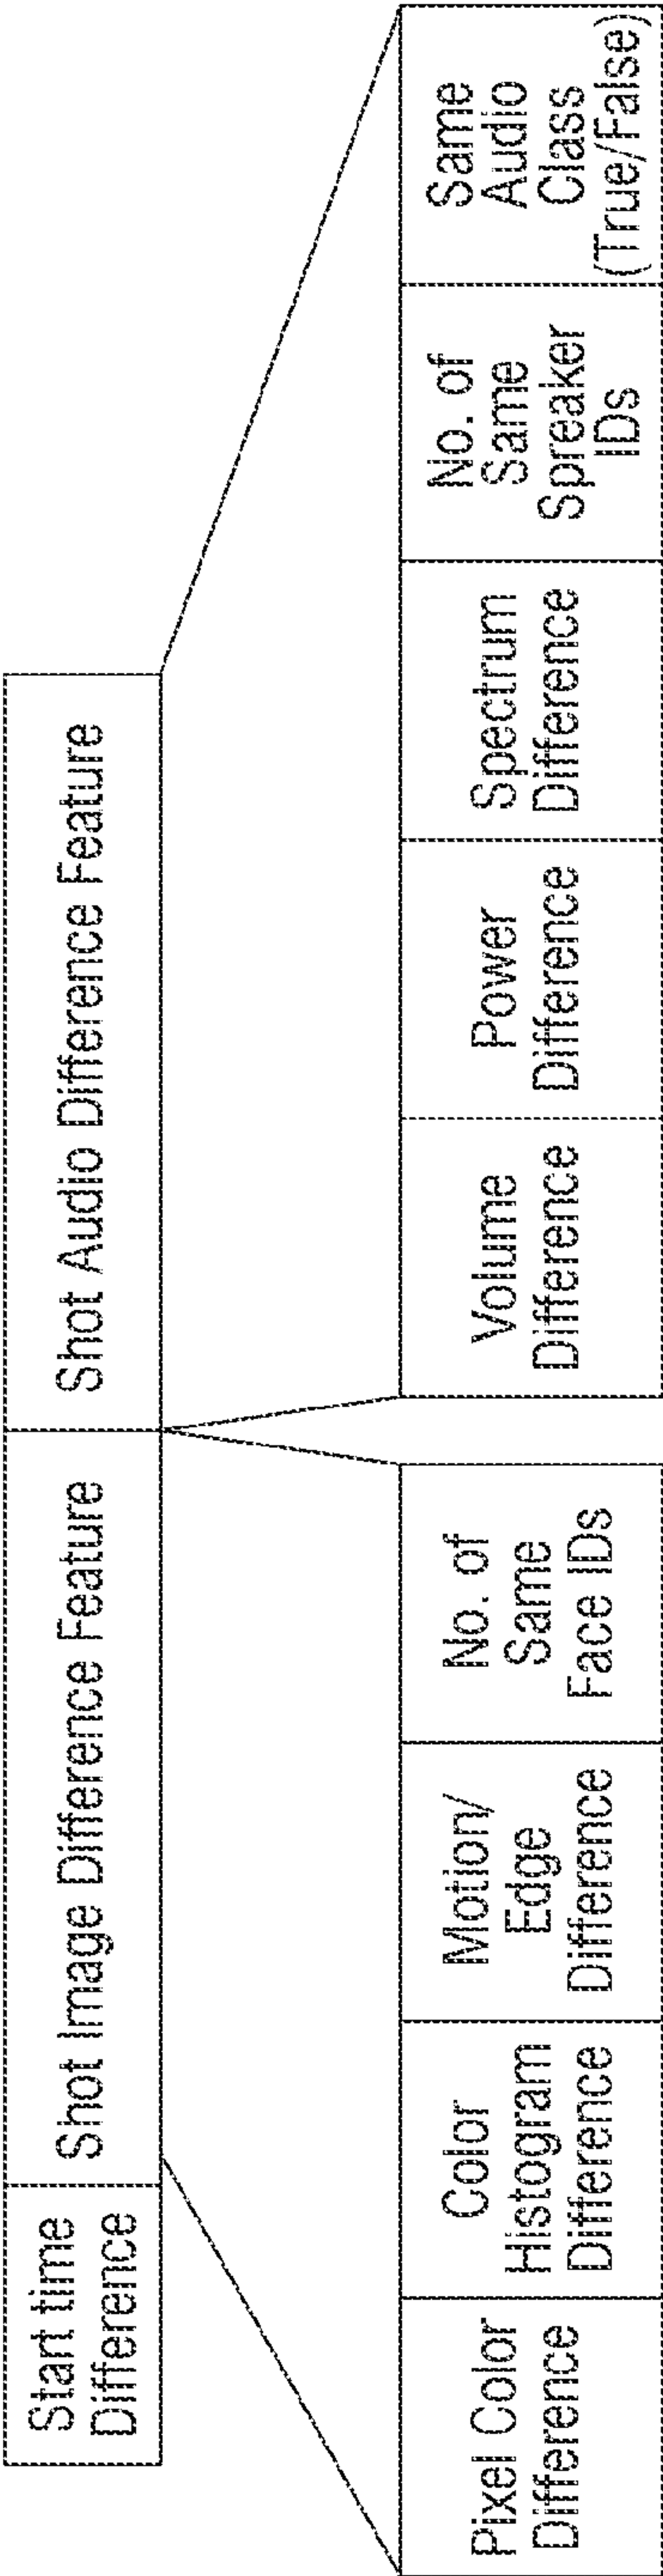 Start time
Difference
Shot Image Difference Feature
Shot Audio Difference Feature
Pixel Color
Difference
Color
Histogram
Difference
Motion/
Edge
Difference
No. of
Same
Face IDs
Volume
Difference
Power
Difference
Spectrum
Difference
No. of
Same
Spreaker
IDs
Same
Audio
Class
(True/False)